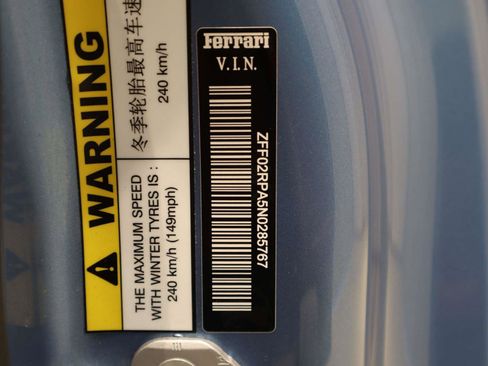 WARNING
冬季轮胎最高车速
240 km/h
THE MAXIMUM SPEED
WITH WINTER TYRES IS :
240 km/h (149mph)
Ferrari
V.I.N.
ZFF02RPA5N0285767